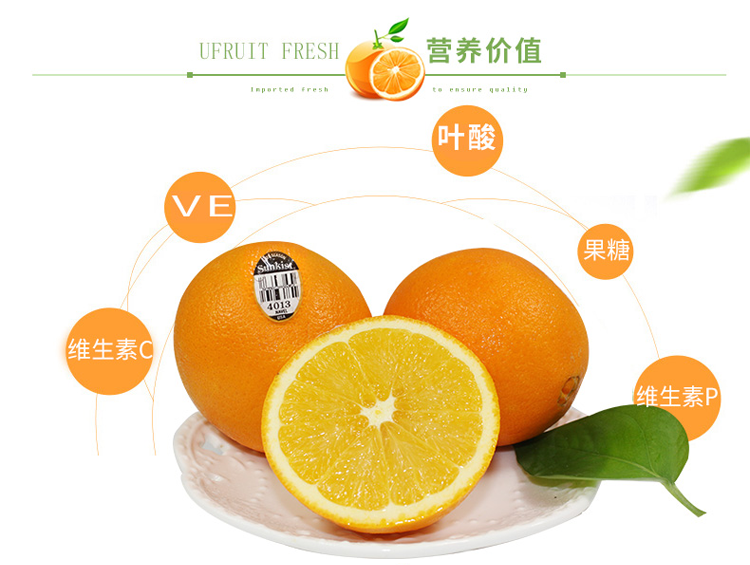 UFRUIT FRESH
营养价值
Imported fresh
to ensure quality
叶酸
VE
果糖
维生素C
维生素P
Sunkist
4013
NAVEL
USA